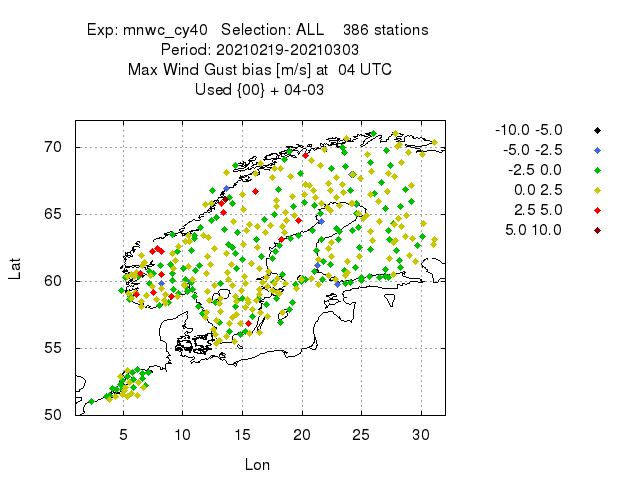 Exp: mnwc_cy40 Selection: ALL 386 stations
Period: 20210219-20210303
Max Wind Gust bias [m/s] at 04 UTC
Used {00} + 04-03
-10.0 -5.0
-5.0 -2.5
-2.5 0.0
0.0 2.5
2.5 5.0
5.0 10.0
70
65
60
55
50
Lat
5 10 15 20 25 30
Lon